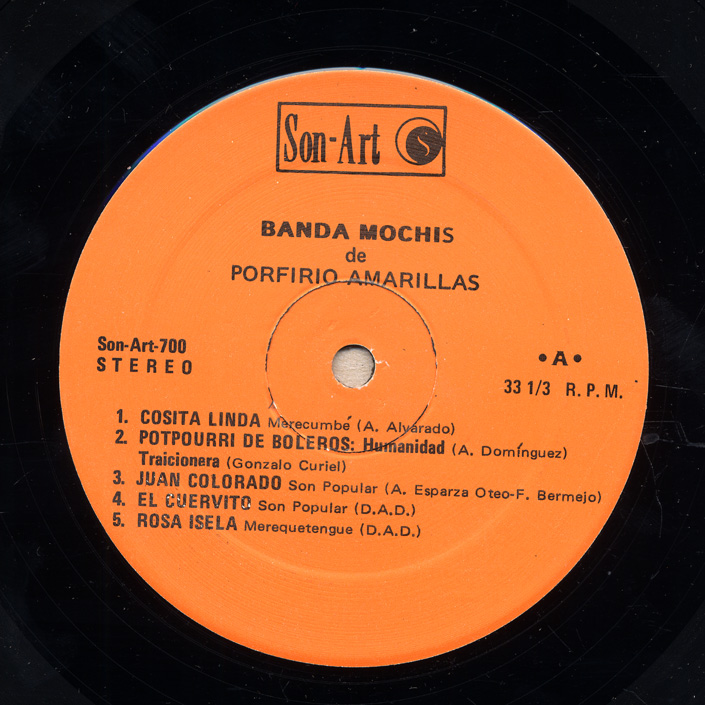 Son-Art S
BANDA MOCHIS
de
PORFIRIO AMARILLAS
Son-Art-700
STEREO
•A•
33 1/3 R. P. M.
1. COSITA LINDA Merecumbé (A. Alvarado)
2. POTPOURRI DE BOLEROS: Humanidad (A. Domínguez)
Traicionera (Gonzalo Curiel)
3. JUAN COLORADO Son Popular (A. Esparza Oteo-F. Bermejo)
4. EL CUERVITO Son Popular (D.A.D.)
5. ROSA ISELA Merequetengue (D.A.D.)